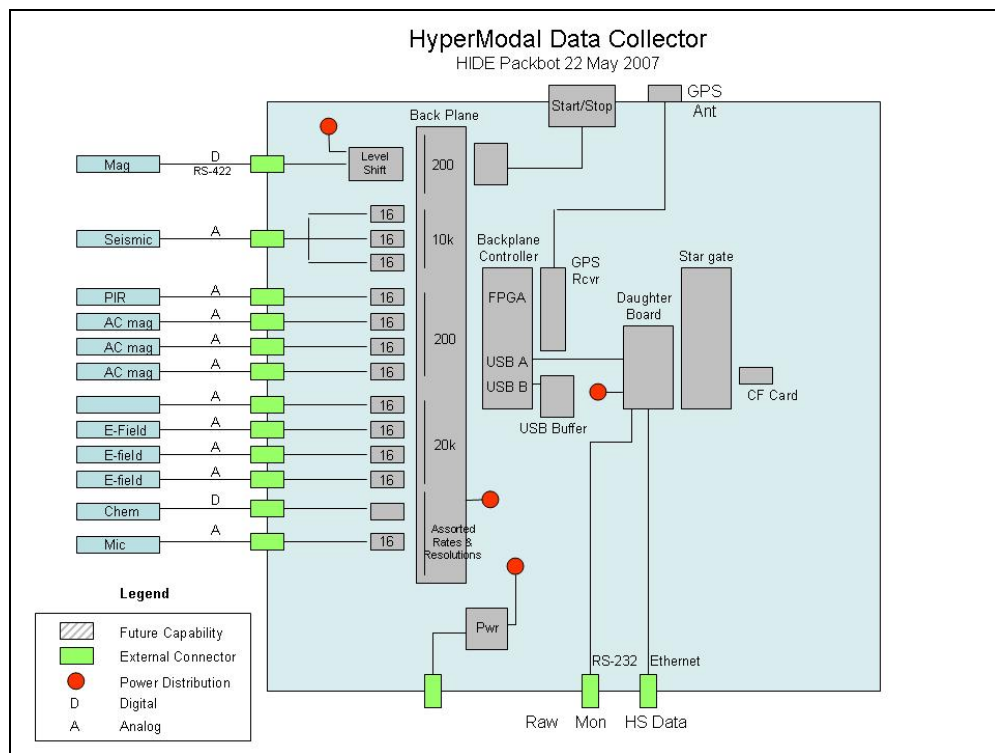 HyperModal Data Collector
HIDE Packbot 22 May 2007
Start/Stop
GPS
Ant
Back Plane
Mag
D
RS-422
Level
Shift
200
16
Seismic
A
16
10k
16
Backplane
Controller
GPS
Rcvr
Star gate
PIR
A
16
FPGA
Daughter
Board
AC mag
A
16
200
AC mag
A
16
USB A
AC mag
A
16
USB B
CF Card
A
16
USB Buffer
E-Field
A
16
20k
E-field
A
16
E-field
A
16
Chem
D
Assorted
Rates &
Resolutions
Mic
A
16
Pwr
RS-232
Ethernet
Raw
Mon
HS Data
Legend
Future Capability
External Connector
Power Distribution
D
Digital
A
Analog